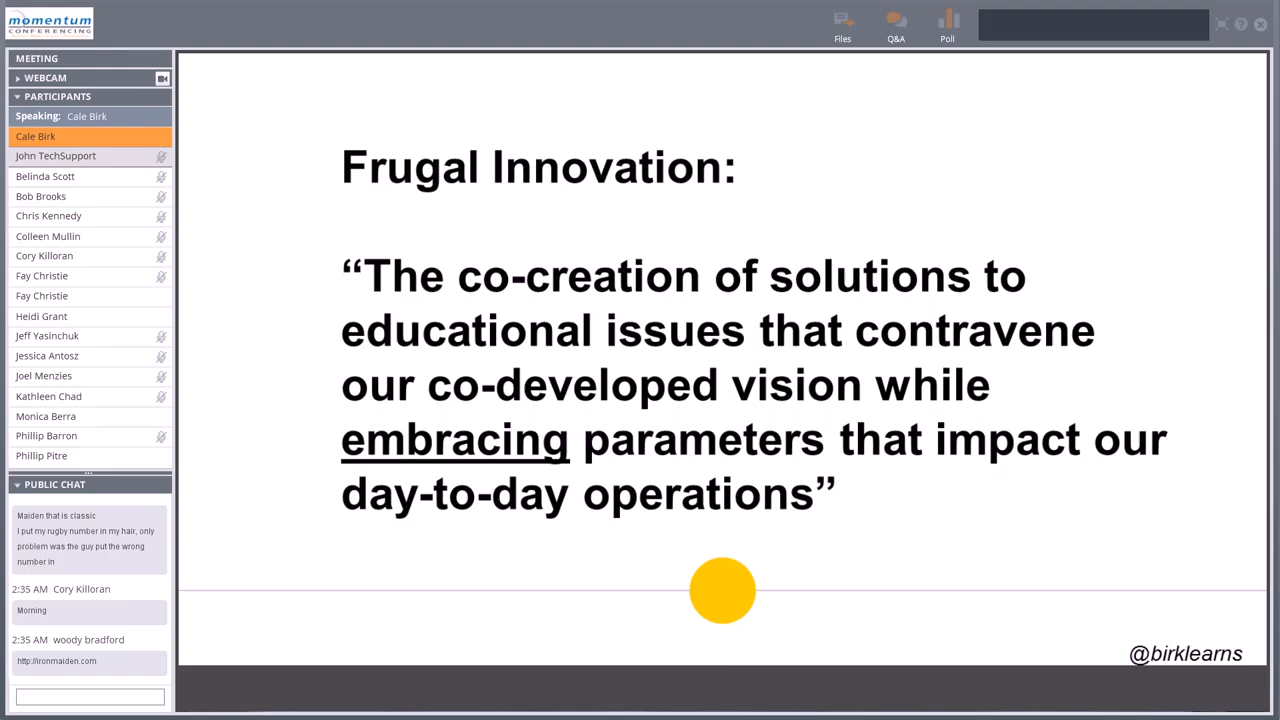 momentum
CONFERENCING
Files
Q&A
Poll
MEETING
WEBCAM
PARTICIPANTS
Speaking: Cale Birk
Cale Birk
John TechSupport
Belinda Scott
Bob Brooks
Chris Kennedy
Colleen Mullin
Cory Killoran
Fay Christie
Fay Christie
Heidi Grant
Jeff Yasinchuk
Jessica Antosz
Joel Menzies
Kathleen Chad
Monica Berra
Phillip Barron
Phillip Pitre
PUBLIC CHAT
Maiden that is classic
I put my rugby number in my hair, only
problem was the guy put the wrong
number in
2:35 AM Cory Killoran
Morning
2:35 AM woody bradford
http://ironmaiden.com
Frugal Innovation:
“The co-creation of solutions to
educational issues that contravene
our co-developed vision while
embracing parameters that impact our
day-to-day operations”
@birklearns